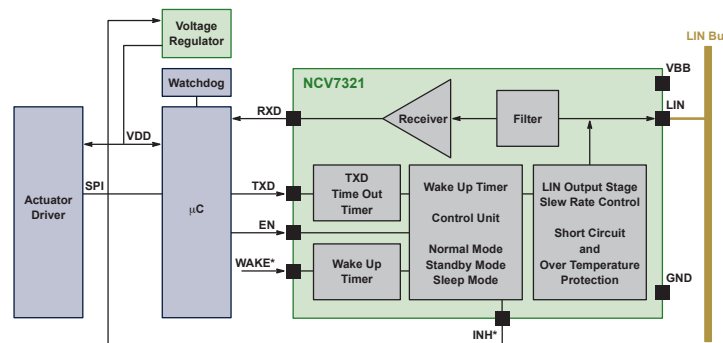 Voltage
Regulator
LIN Bu
Watchdog
NCV7321
VBB
RXD
Receiver
Filter
LIN
VDD
Actuator
Driver
SPI
µC
TXD
TXD
Time Out
Timer
Wake Up Timer
Control Unit
Normal Mode
Standby Mode
Sleep Mode
LIN Output Stage
Slew Rate Control
Short Circuit
and
Over Temperature
Protection
EN
WAKE*
Wake Up
Timer
GND
INH*